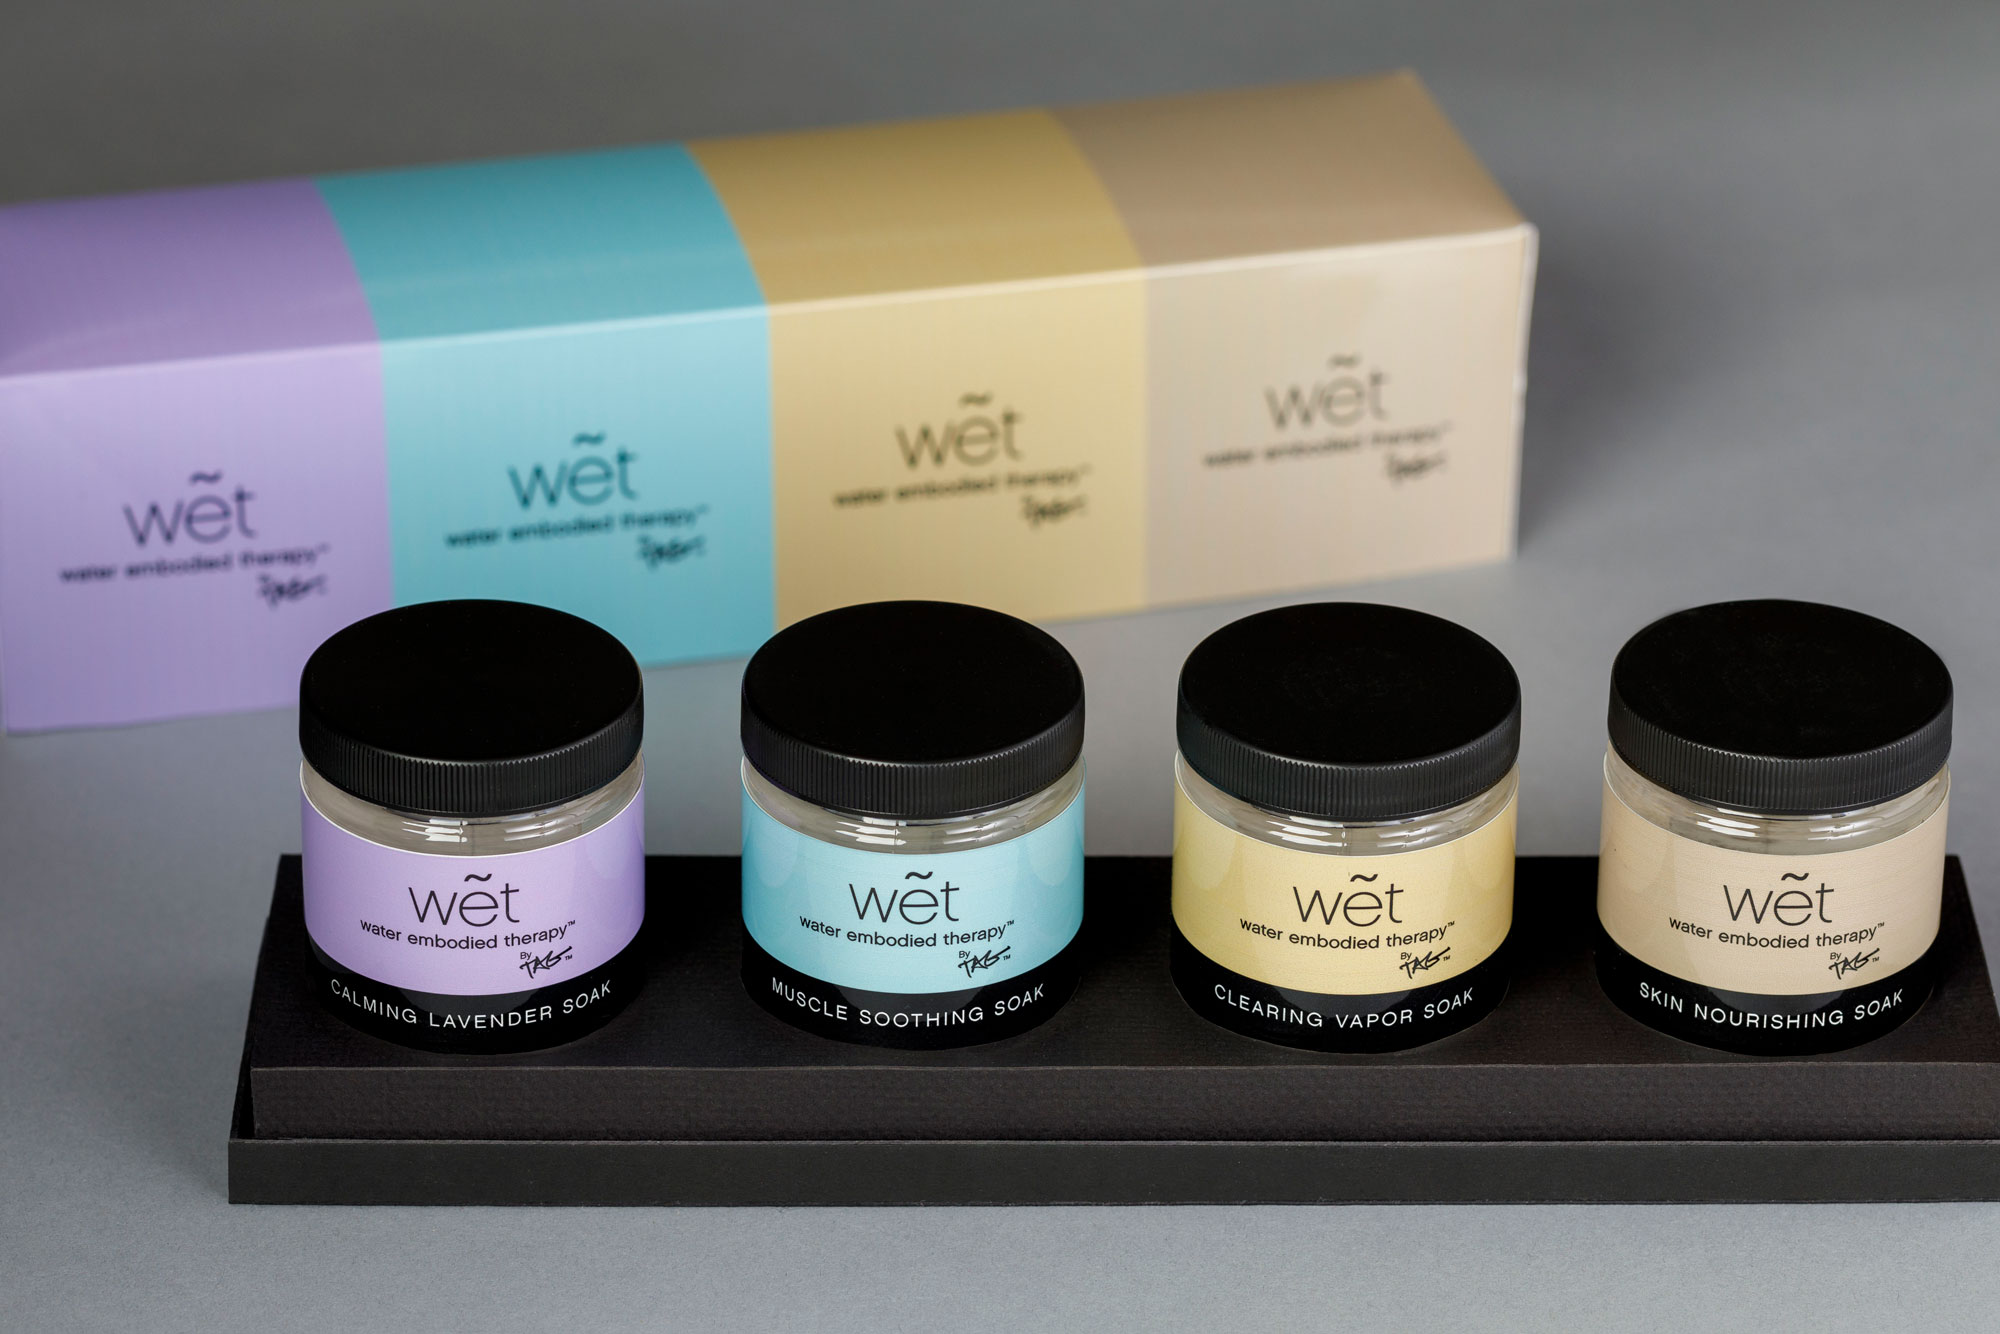 wẽt
water embodied therapy™
wẽt
water embodied therapy™
wẽt
water embodied therapy™
wẽt
water embodied therapy™
wẽt
water embodied therapy™
By TAG™
CALMING LAVENDER SOAK
wẽt
water embodied therapy™
By TAG™
MUSCLE SOOTHING SOAK
wẽt
water embodied therapy™
By TAG™
CLEARING VAPOR SOAK
wẽt
water embodied therapy™
By TAG™
SKIN NOURISHING SOAK